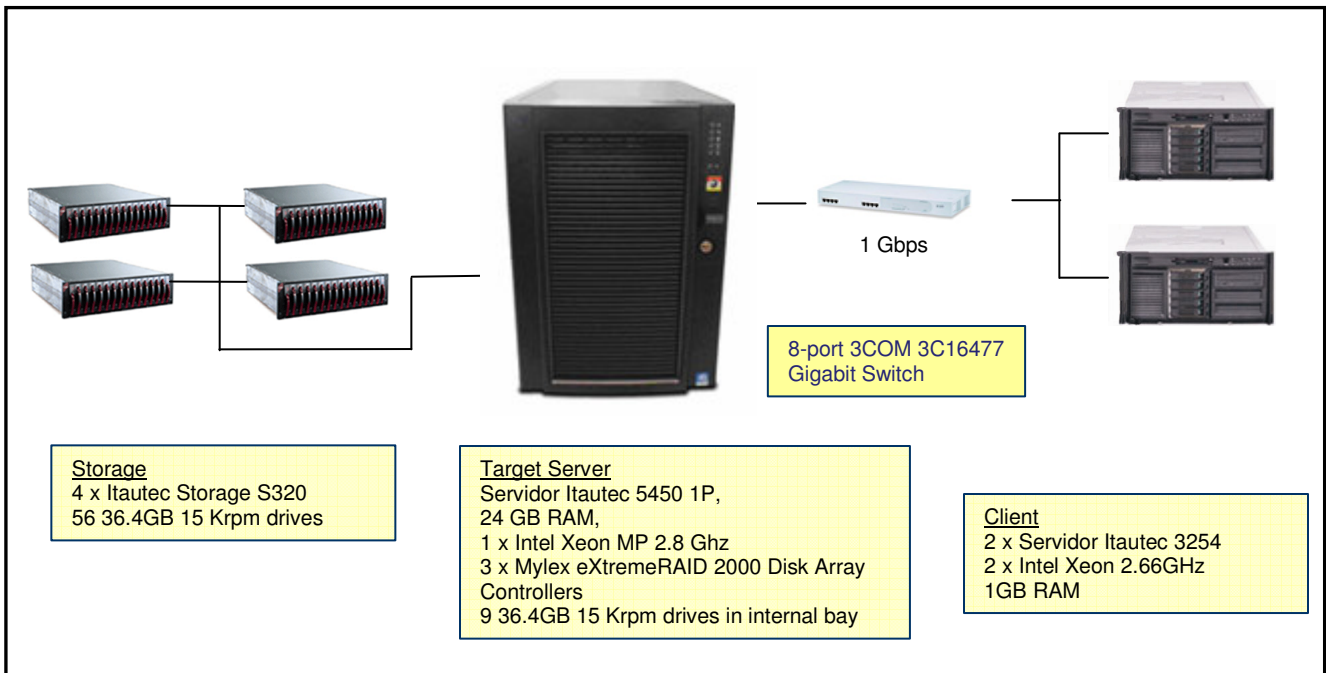 1 Gbps
8-port 3COM 3C16477
Gigabit Switch
Storage
4 x Itautec Storage S320
56 36.4GB 15 Krpm drives
Target Server
Servidor Itautec 5450 1P,
24 GB RAM,
1 x Intel Xeon MP 2.8 Ghz
3 x Mylex eXtremeRAID 2000 Disk Array
Controllers
9 36.4GB 15 Krpm drives in internal bay
Client
2 x Servidor Itautec 3254
2 x Intel Xeon 2.66GHz
1GB RAM